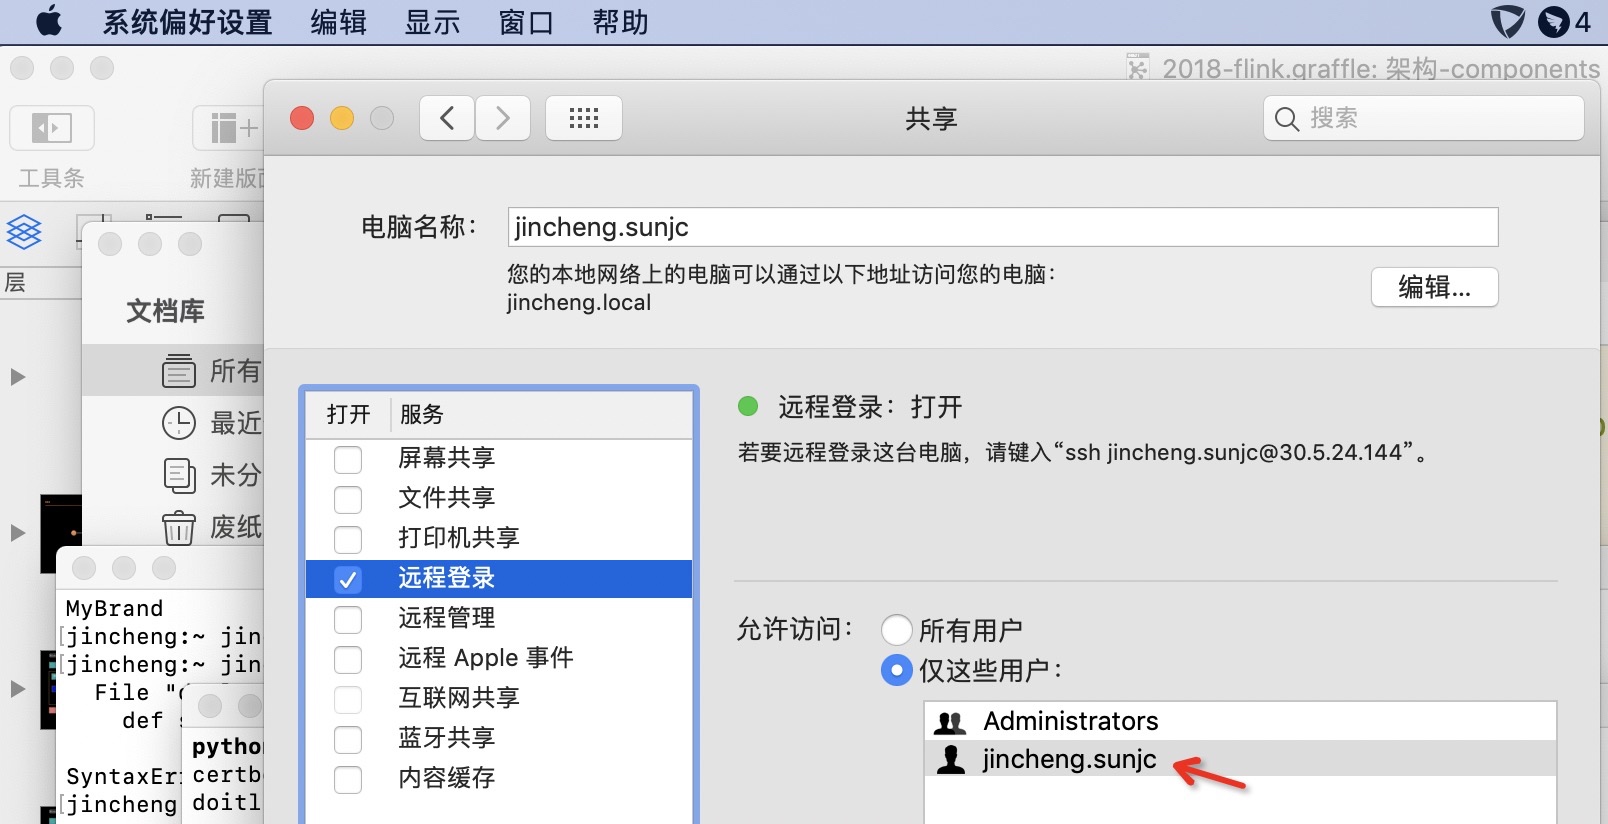 系统偏好设置 编辑 显示 窗口 帮助 4
2018-flink.graffle: 架构-components
共享
搜索
工具条
新建版面
电脑名称：
jincheng.sunjc
您的本地网络上的电脑可以通过以下地址访问您的电脑：
jincheng.local
编辑...
层
文档库
所有
最近
未分
废纸
打开 服务
屏幕共享
文件共享
打印机共享
远程登录
远程管理
远程 Apple 事件
互联网共享
蓝牙共享
内容缓存
远程登录：打开
若要远程登录这台电脑，请键入“ssh jincheng.sunjc@30.5.24.144”。
允许访问：
所有用户
仅这些用户：
Administrators
jincheng.sunjc
MyBrand
[jincheng:~ jin
[jincheng:~ jin
File "d
def s
SyntaxEr
[jincheng
python
certb
doitl